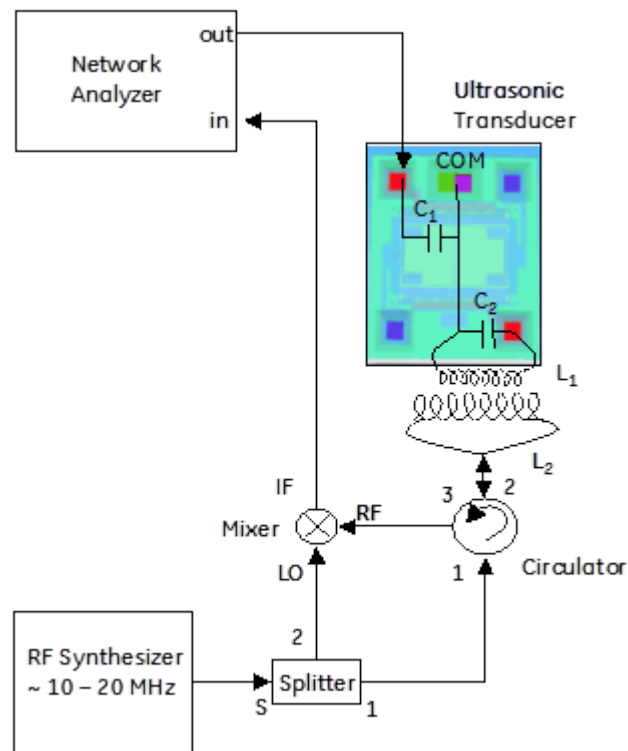 out
Network
Analyzer
in
Ultrasonic
Transducer
COM
C1
C2
L1
L2
IF
3
2
RF
Mixer
LO
1
Circulator
2
RF Synthesizer
~ 10 – 20 MHz
Splitter
S
1